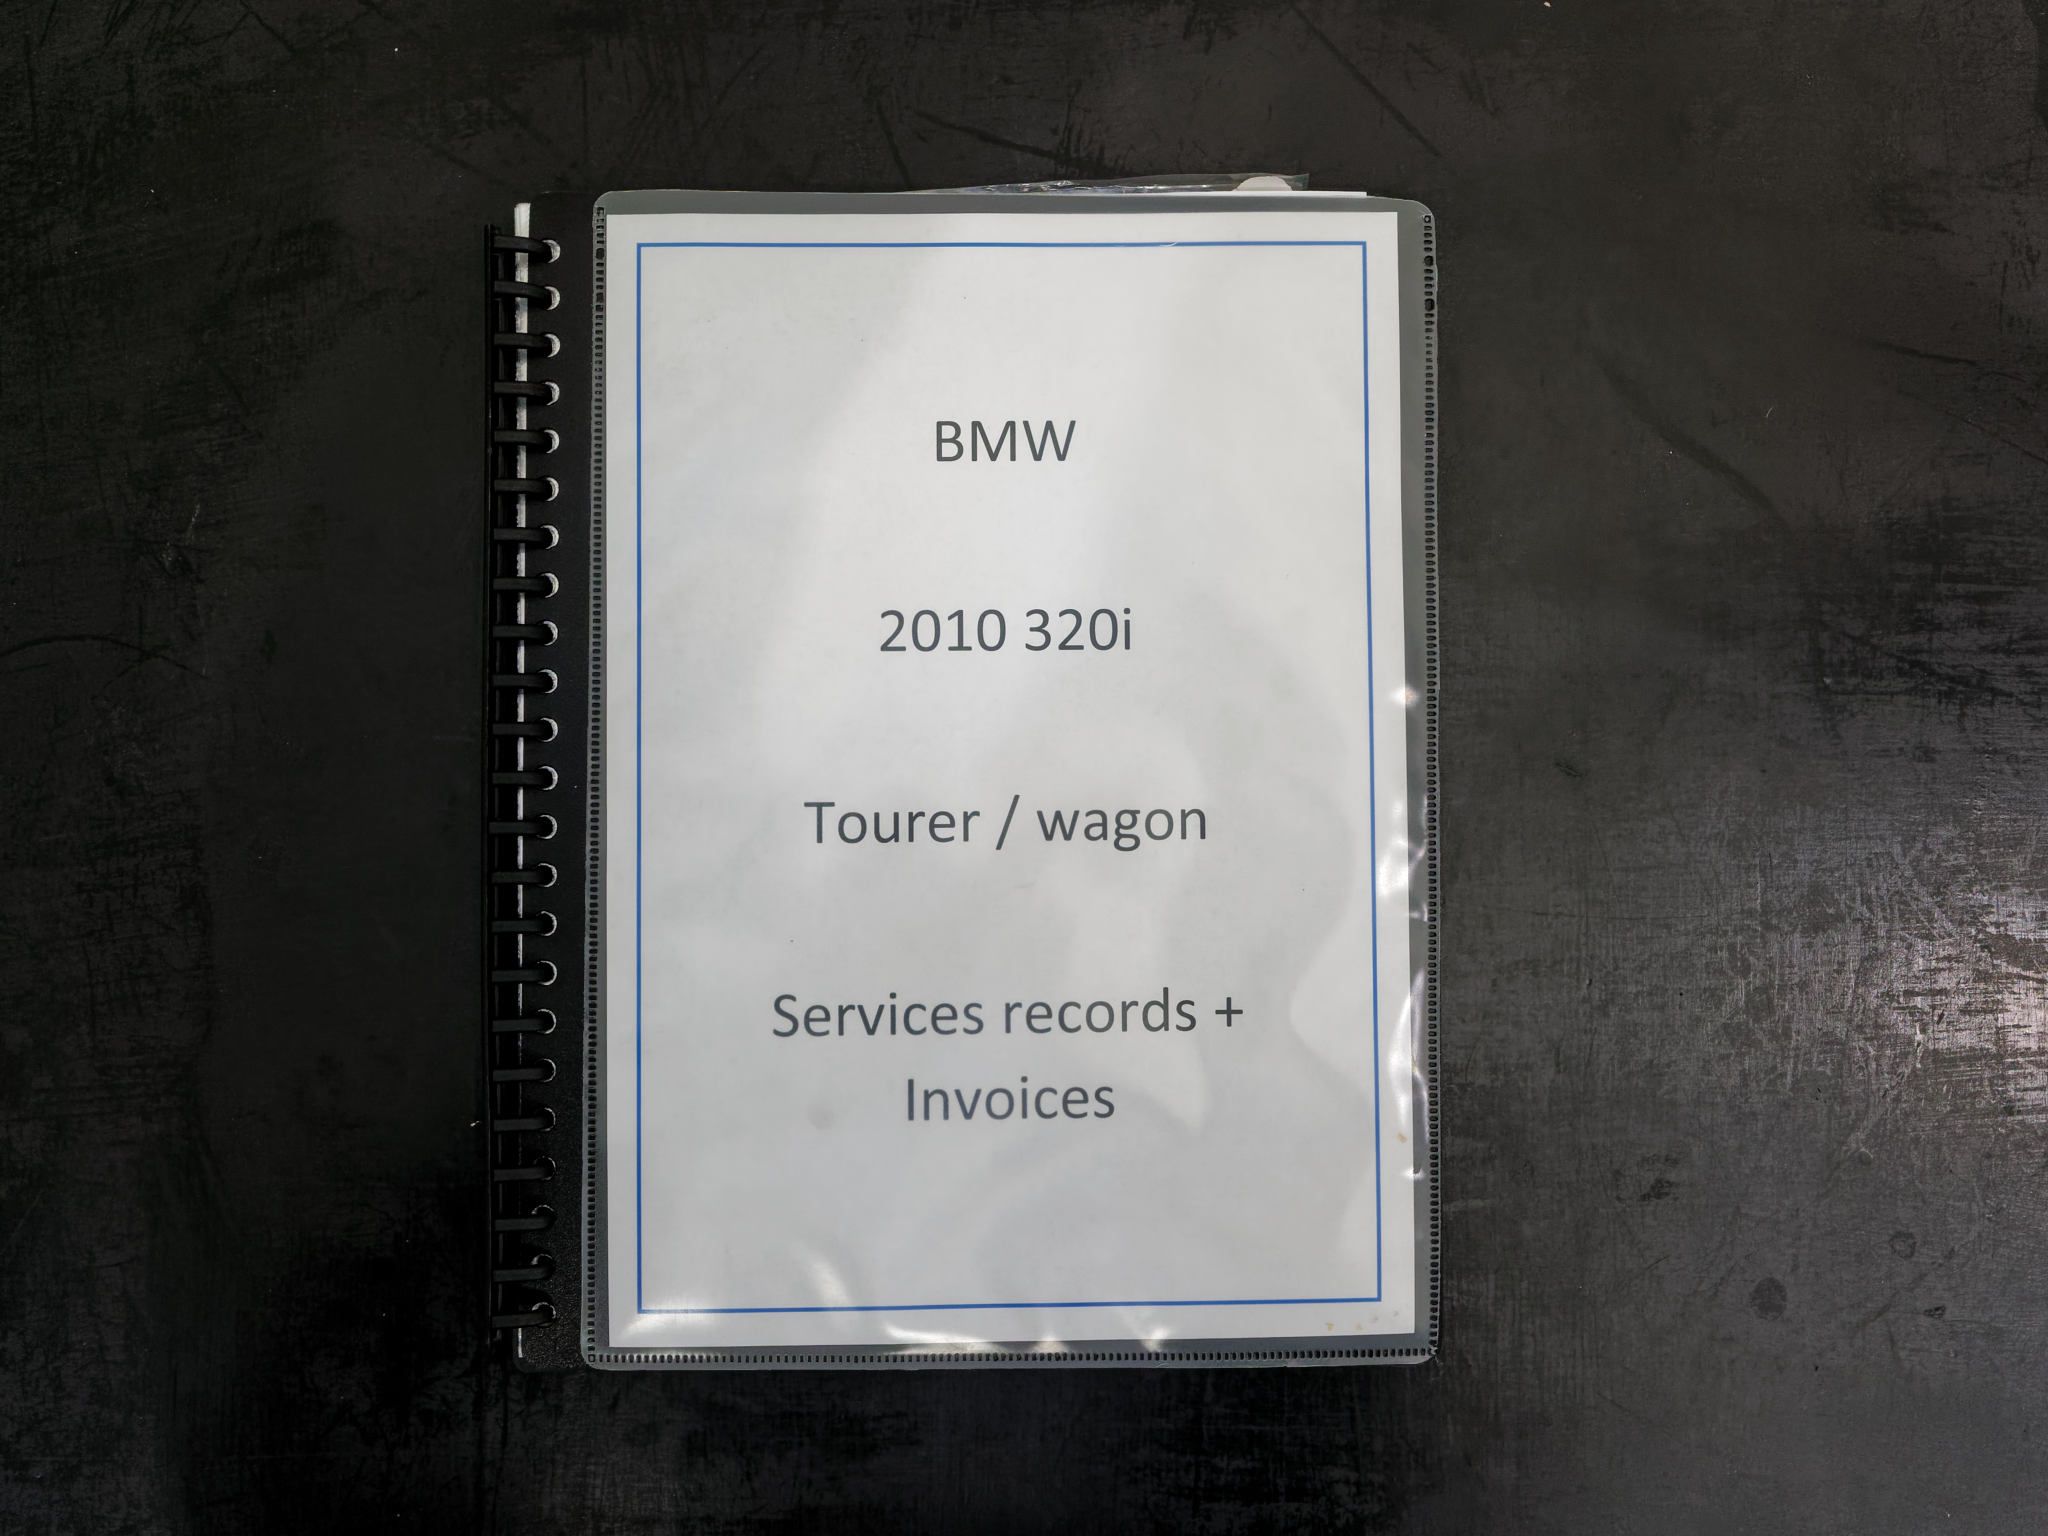 BMW
2010 320i
Tourer / wagon
Services records +
Invoices